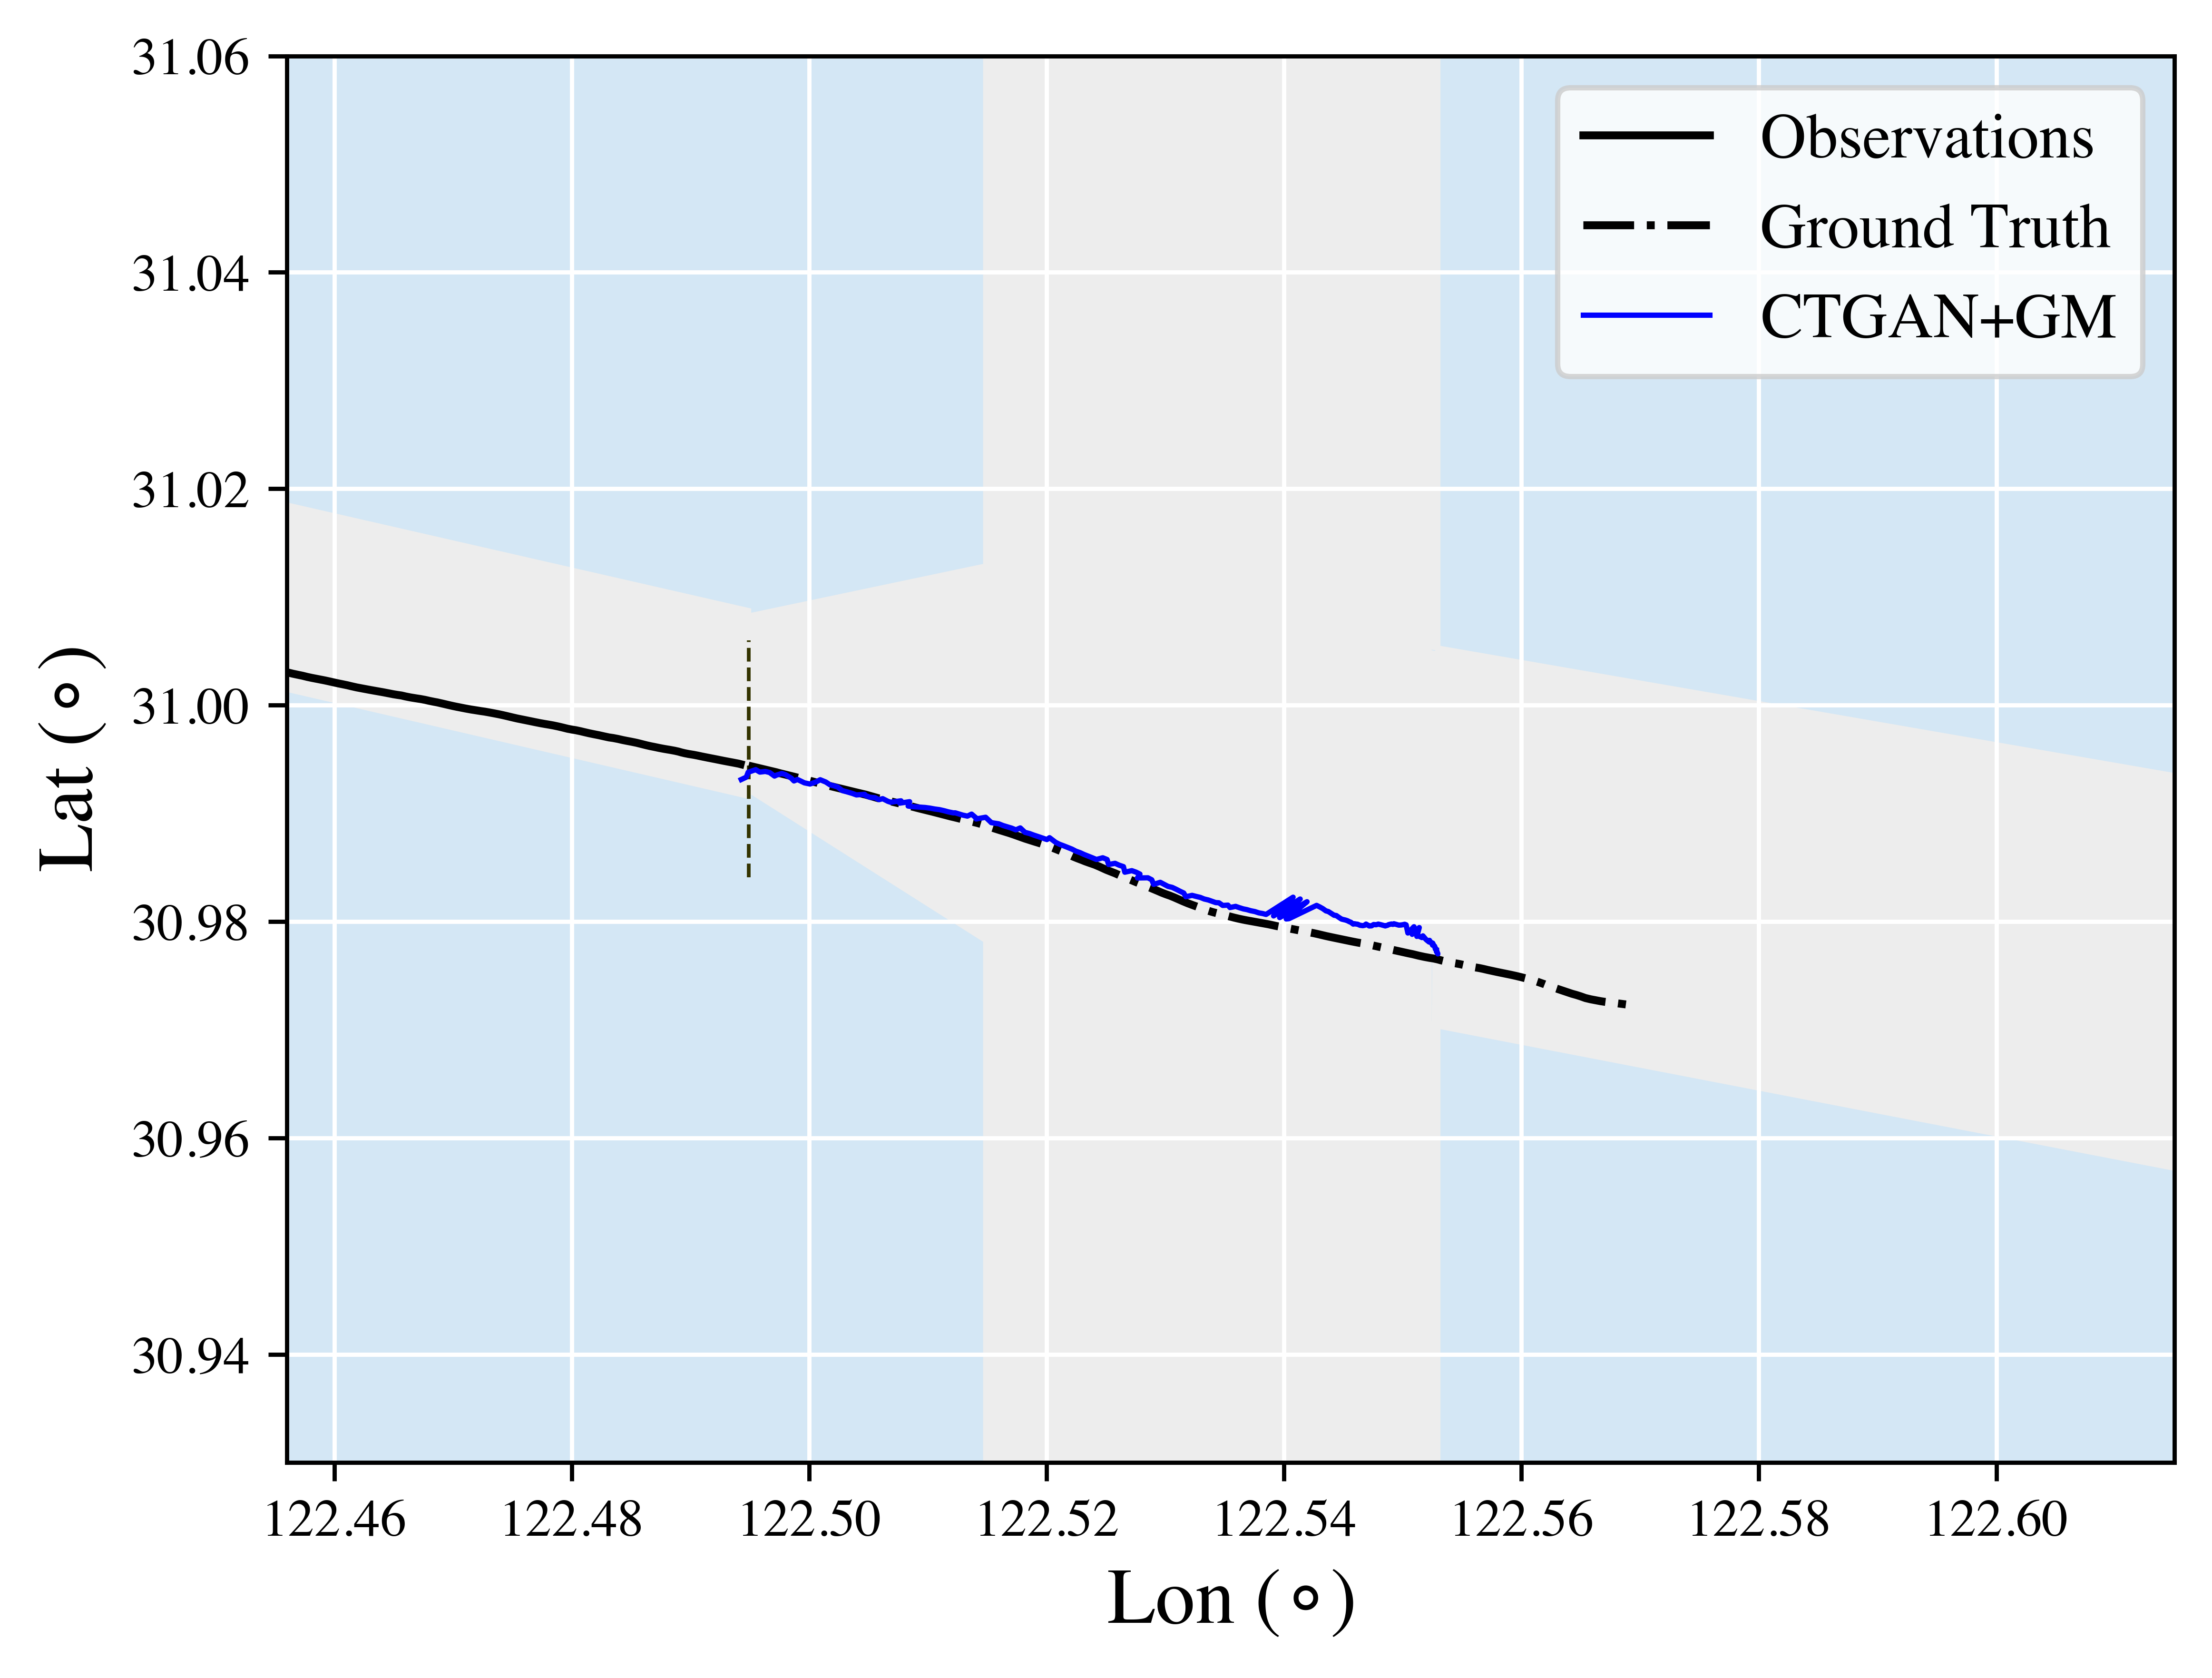 31.06
31.04
31.02
31.00
30.98
30.96
30.94
Lat (∘)
Observations
Ground Truth
CTGAN+GM
122.46 122.48 122.50 122.52 122.54 122.56 122.58 122.60
Lon (∘)